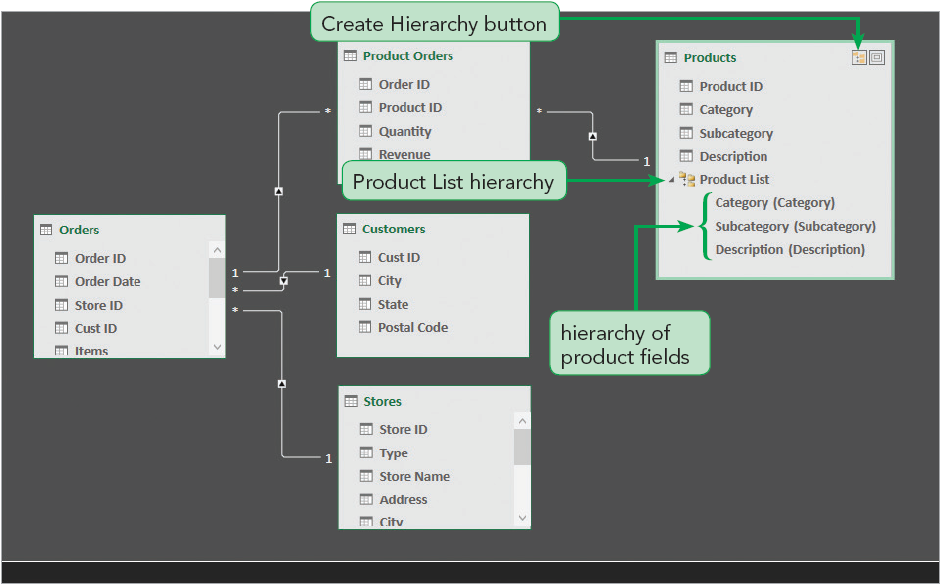 Create Hierarchy button
Product Orders
Order ID
Product ID
Quantity
Revenue
*
*
1
Products
Product ID
Category
Subcategory
Description
Product List
Category (Category)
Subcategory (Subcategory)
Description (Description)
Product List hierarchy
hierarchy of
product fields
Orders
Order ID
Order Date
Store ID
Cust ID
Items
1
*
*
1
Customers
Cust ID
City
State
Postal Code
1
Stores
Store ID
Type
Store Name
Address
City